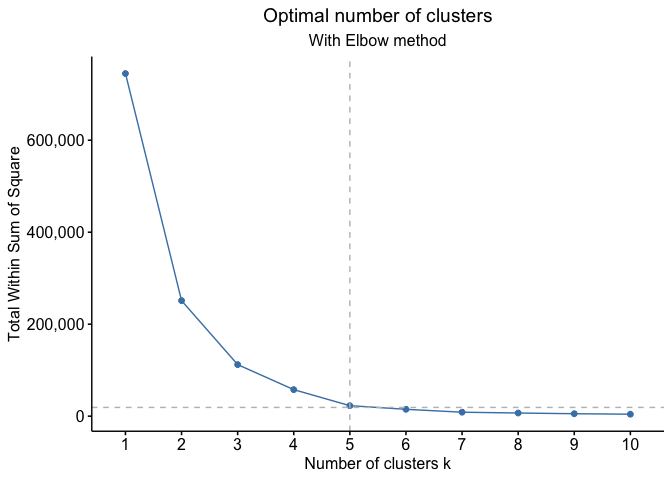 Optimal number of clusters
With Elbow method
Total Within Sum of Square
600,000
400,000
200,000
0
1 2 3 4 5 6 7 8 9 10
Number of clusters k